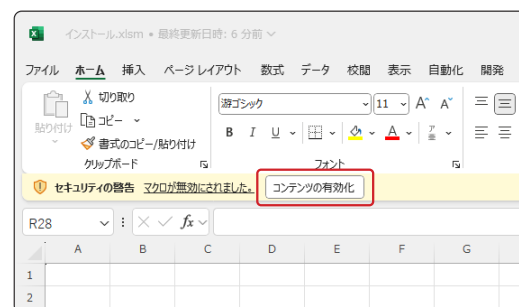 インストール.xlsm • 最終更新日時: 6 分前
ファイル ホーム 挿入 ページ レイアウト 数式 データ 校閲 表示 自動化 開発
貼り付け
切り取り
コピー
書式のコピー/貼り付け
クリップボード
游ゴシック 11 A A
B I U A
フォント
セキュリティの警告 マクロが無効にされました。 コンテンツの有効化
R28 fx
A B C D E F G
1
2